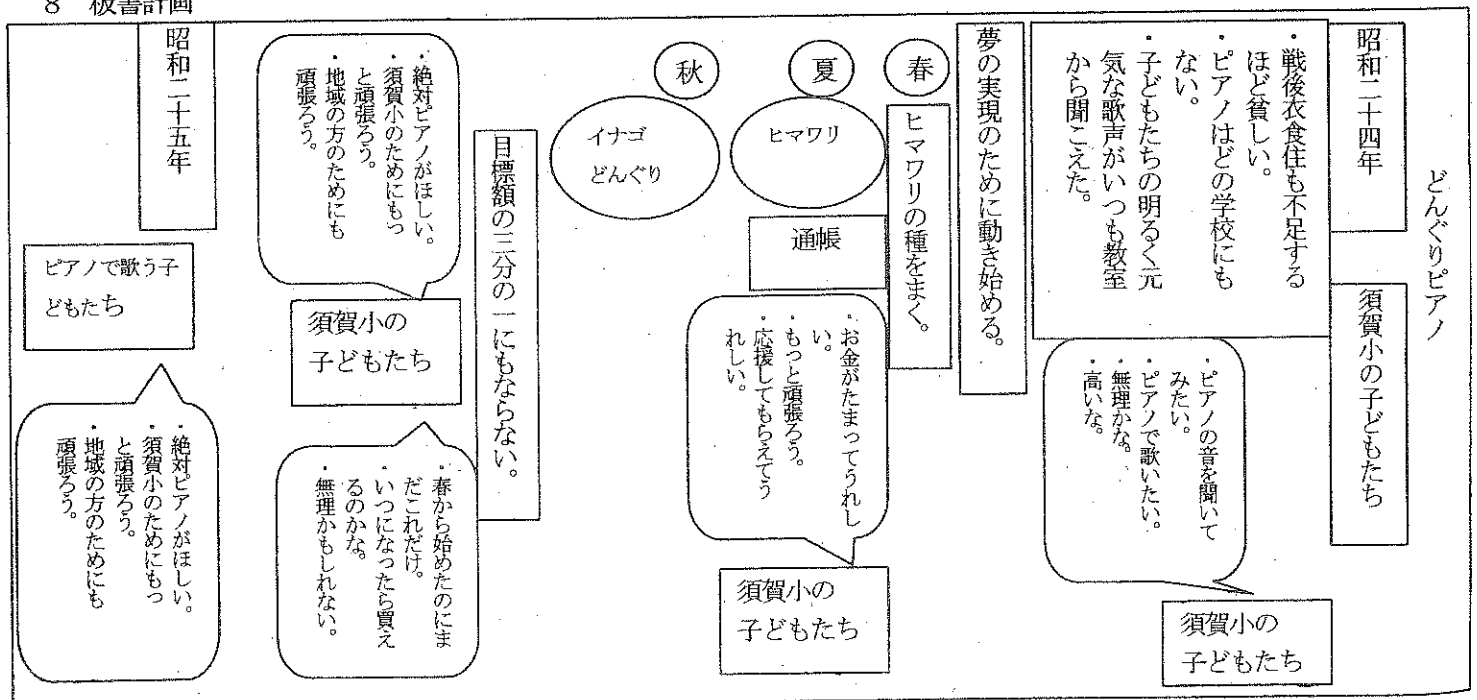 8 板書計画
どんぐりピアノ
昭和二十四年
須賀小の子どもたち
・戦後衣食住も不足する
ほど貧しい。
・ピアノはどの学校にも
ない。
・子どもたちの明るく元
気な歌声がいつも教室
から聞こえた。
・ピアノの音を聞いて
みたい。
・ピアノで歌いたい。
・無理かな。
・高いな。
須賀小の
子どもたち
夢の実現のために動き始める。
春
ヒマワリの種をまく。
夏
ヒマワリ
通帳
・お金がたまってうれし
い。
・もっと頑張ろう。
・応援してもらえてう
れしい。
須賀小の
子どもたち
秋
イナゴ
どんぐり
目標額の三分の一にもならない。
・絶対ピアノがほしい。
・須賀小のためにもっ
と頑張ろう。
・地域の方のためにも
頑張ろう。
須賀小の
子どもたち
・春から始めたのにま
だこれだけ。
・いつになったら買え
るのかな。
・無理かもしれない。
昭和二十五年
ピアノで歌う子
どもたち
・絶対ピアノがほしい。
・須賀小のためにもっ
と頑張ろう。
・地域の方のためにも
頑張ろう。